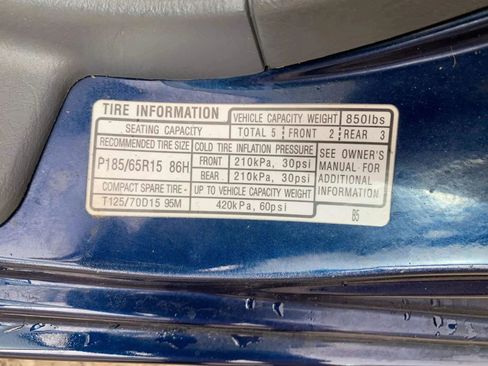 TIRE INFORMATION VEHICLE CAPACITY WEIGHT 850lbs
SEATING CAPACITY TOTAL 5 FRONT 2 REAR 3
RECOMMENDED TIRE SIZE COLD TIRE INFLATION PRESSURE
P185/65R15 86H FRONT 210kPa, 30psi
REAR 210kPa, 30psi
SEE OWNER'S
MANUAL FOR
ADDITIONAL
INFORMATION
COMPACT SPARE TIRE UP TO VEHICLE CAPACITY WEIGHT
T125/70D15 95M 420kPa, 60psi
B5